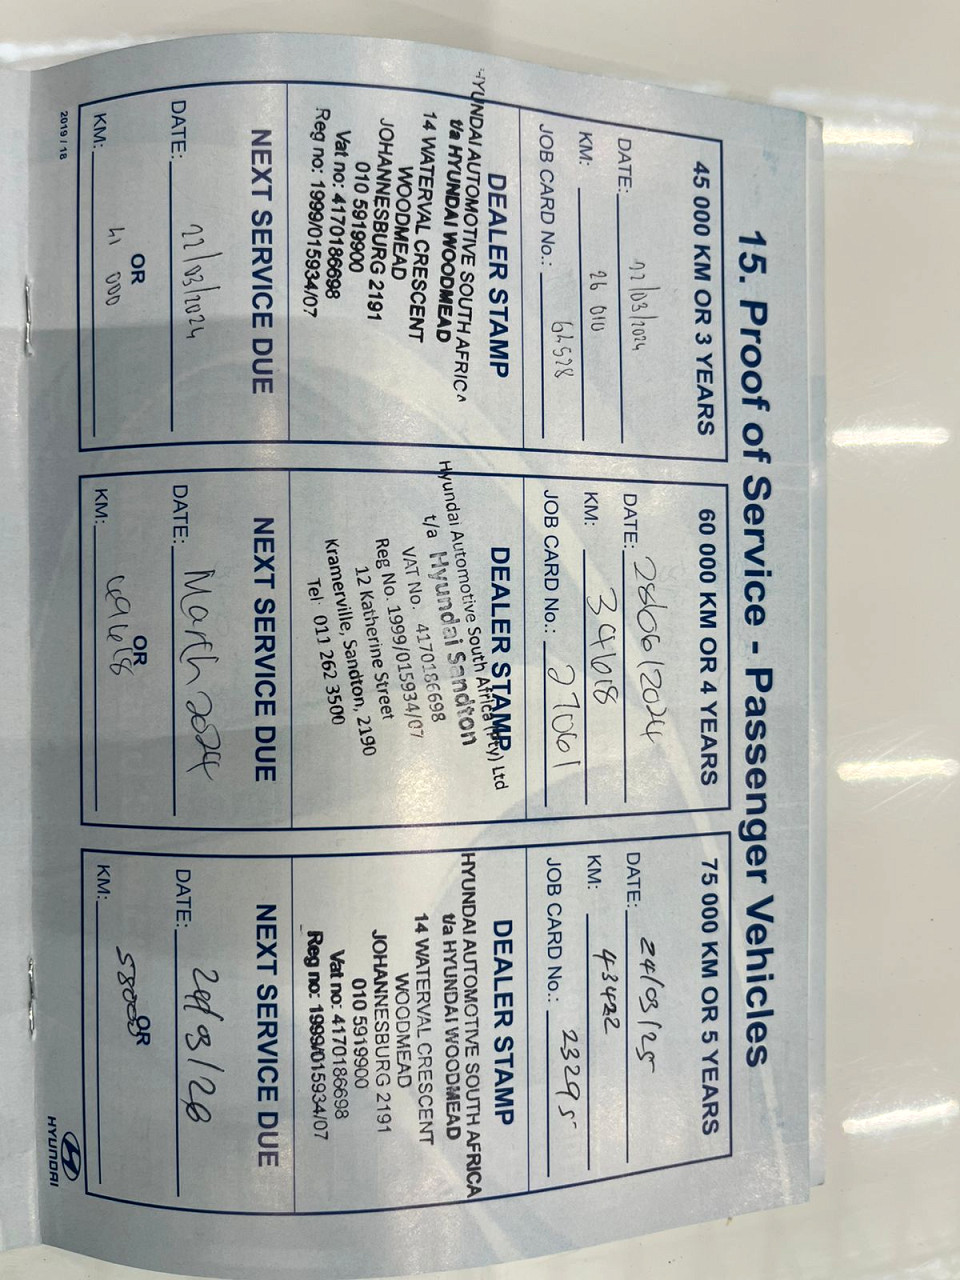 15. Proof of Service - Passenger Vehicles
45 000 KM OR 3 YEARS
DATE: 22/03/2024
KM: 26 010
JOB CARD No.: 64528
DEALER STAMP
HYUNDAI AUTOMOTIVE SOUTH AFRICA
t/a HYUNDAI WOODMEAD
14 WATERVAL CRESCENT
WOODMEAD
JOHANNESBURG 2191
010 5919900
Vat no: 4170186698
Reg no: 1999/015934/07
NEXT SERVICE DUE
DATE: 22/03/2024
OR
KM: 41 000
60 000 KM OR 4 YEARS
DATE: 28/06/2024
KM: 34618
JOB CARD No.: 27061
DEALER STAMP
Hyundai Automotive South Africa (Pty) Ltd
t/a Hyundai Sandton
VAT No. 4170186698
Reg No. 1999/015934/07
12 Katherine Street
Kramerville, Sandton, 2190
Tel: 011 262 3500
NEXT SERVICE DUE
DATE: March
OR
KM: 49618
75 000 KM OR 5 YEARS
DATE: 24/03/25
KM: 43422
JOB CARD No.: 23295
DEALER STAMP
HYUNDAI AUTOMOTIVE SOUTH AFRICA
t/a HYUNDAI WOODMEAD
14 WATERVAL CRESCENT
WOODMEAD
JOHANNESBURG 2191
010 5919900
Vat no: 4170186698
Reg no: 1999/015934/07
NEXT SERVICE DUE
DATE: 24/3/26
OR
KM: 58000
2019 / 18
HYUNDAI